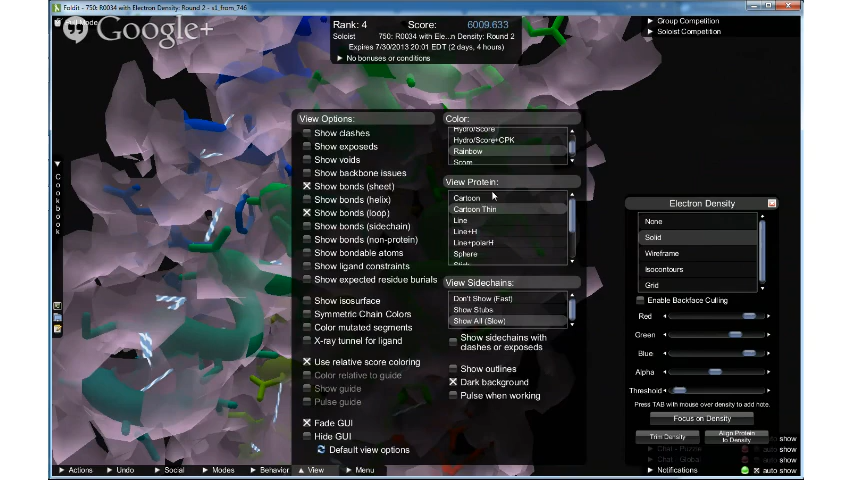 Foldit - 750: R0034 with Electron Density: Round 2 - s1_from_746
Google+
Mode
Rank: 4 Score: 6009.633
Soloist 750: R0034 with Ele...n Density: Round 2
Expires 7/30/2013 20:01 EDT (2 days, 4 hours)
No bonuses or conditions
Group Competition
Soloist Competition
Cookbook
View Options:
Show clashes
Show exposeds
Show voids
Show backbone issues
Show bonds (sheet)
Show bonds (helix)
Show bonds (loop)
Show bonds (sidechain)
Show bonds (non-protein)
Show bondable atoms
Show ligand constraints
Show expected residue burials
Show isosurface
Symmetric Chain Colors
Color mutated segments
X-ray tunnel for ligand
Use relative score coloring
Color relative to guide
Show guide
Pulse guide
Fade GUI
Hide GUI
Default view options
Color:
Hydro/Score
Hydro/Score+CPK
Rainbow
Score
View Protein:
Cartoon
Cartoon Thin
Line
Line+H
Line+polarH
Sphere
Stick
View Sidechains:
Don't Show (Fast)
Show Stubs
Show All (Slow)
Show sidechains with
clashes or exposeds
Show outlines
Dark background
Pulse when working
Electron Density
None
Solid
Wireframe
Isocontours
Grid
Enable Backface Culling
Red
Green
Blue
Alpha
Threshold
Press TAB with mouse over density to add note.
Focus on Density
Trim Density
Align Protein
to Density
show
Chat - Puzzle auto show
Chat - Global auto show
Notifications auto show
Actions Undo Social Modes Behavior View Menu